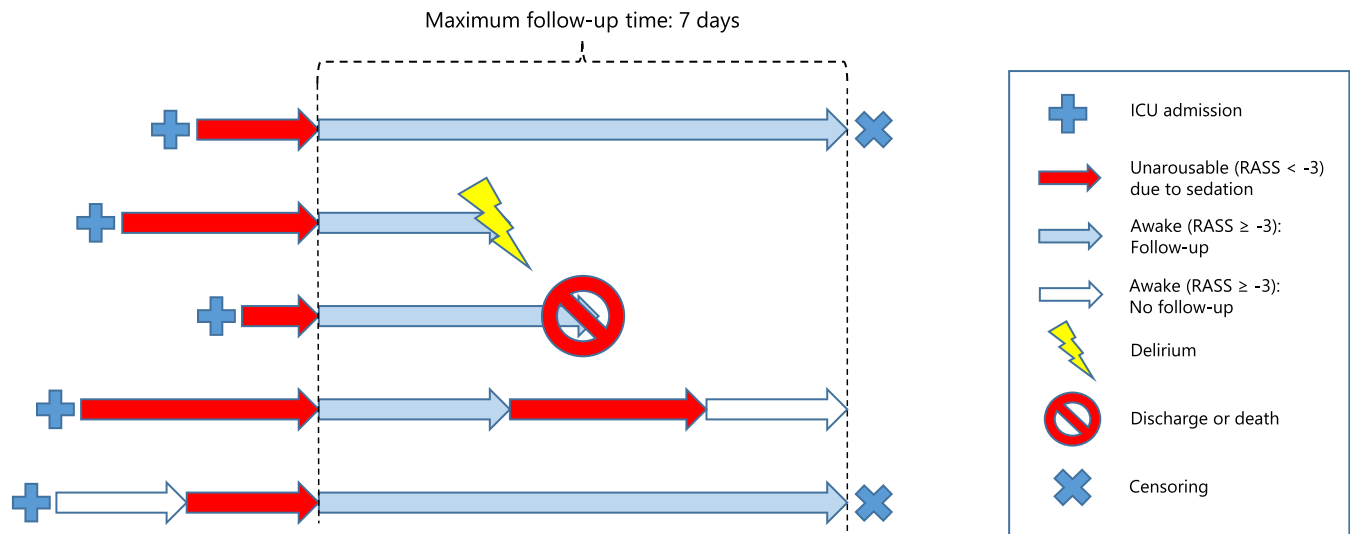 Maximum follow-up time: 7 days
ICU admission
Unarousable (RASS < -3)
due to sedation
Awake (RASS ≥ -3):
Follow-up
Awake (RASS ≥ -3):
No follow-up
Delirium
Discharge or death
Censoring